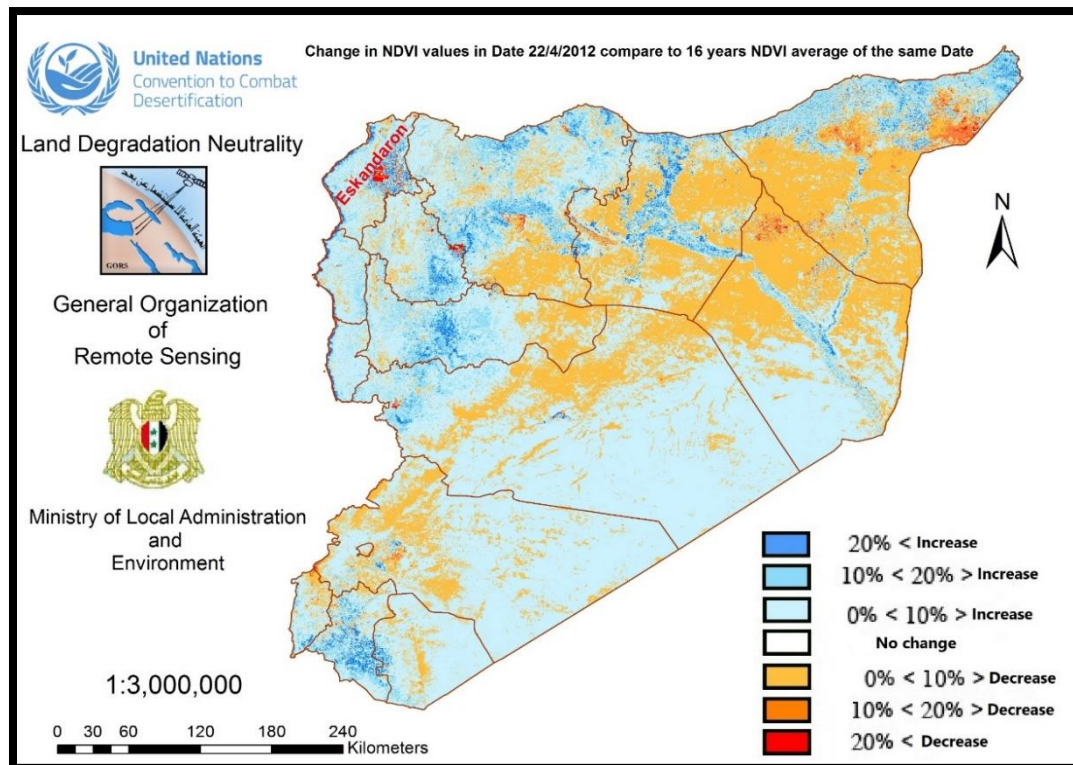 United Nations
Convention to Combat
Desertification
Change in NDVI values in Date 22/4/2012 compare to 16 years NDVI average of the same Date
Land Degradation Neutrality
GORS
General Organization
of
Remote Sensing
Ministry of Local Administration
and
Environment
Eskandaron
N
20% < Increase
10% < 20% > Increase
0% < 10% > Increase
No change
0% < 10% > Decrease
10% < 20% > Decrease
20% < Decrease
1:3,000,000
0 30 60 120 180 240
Kilometers